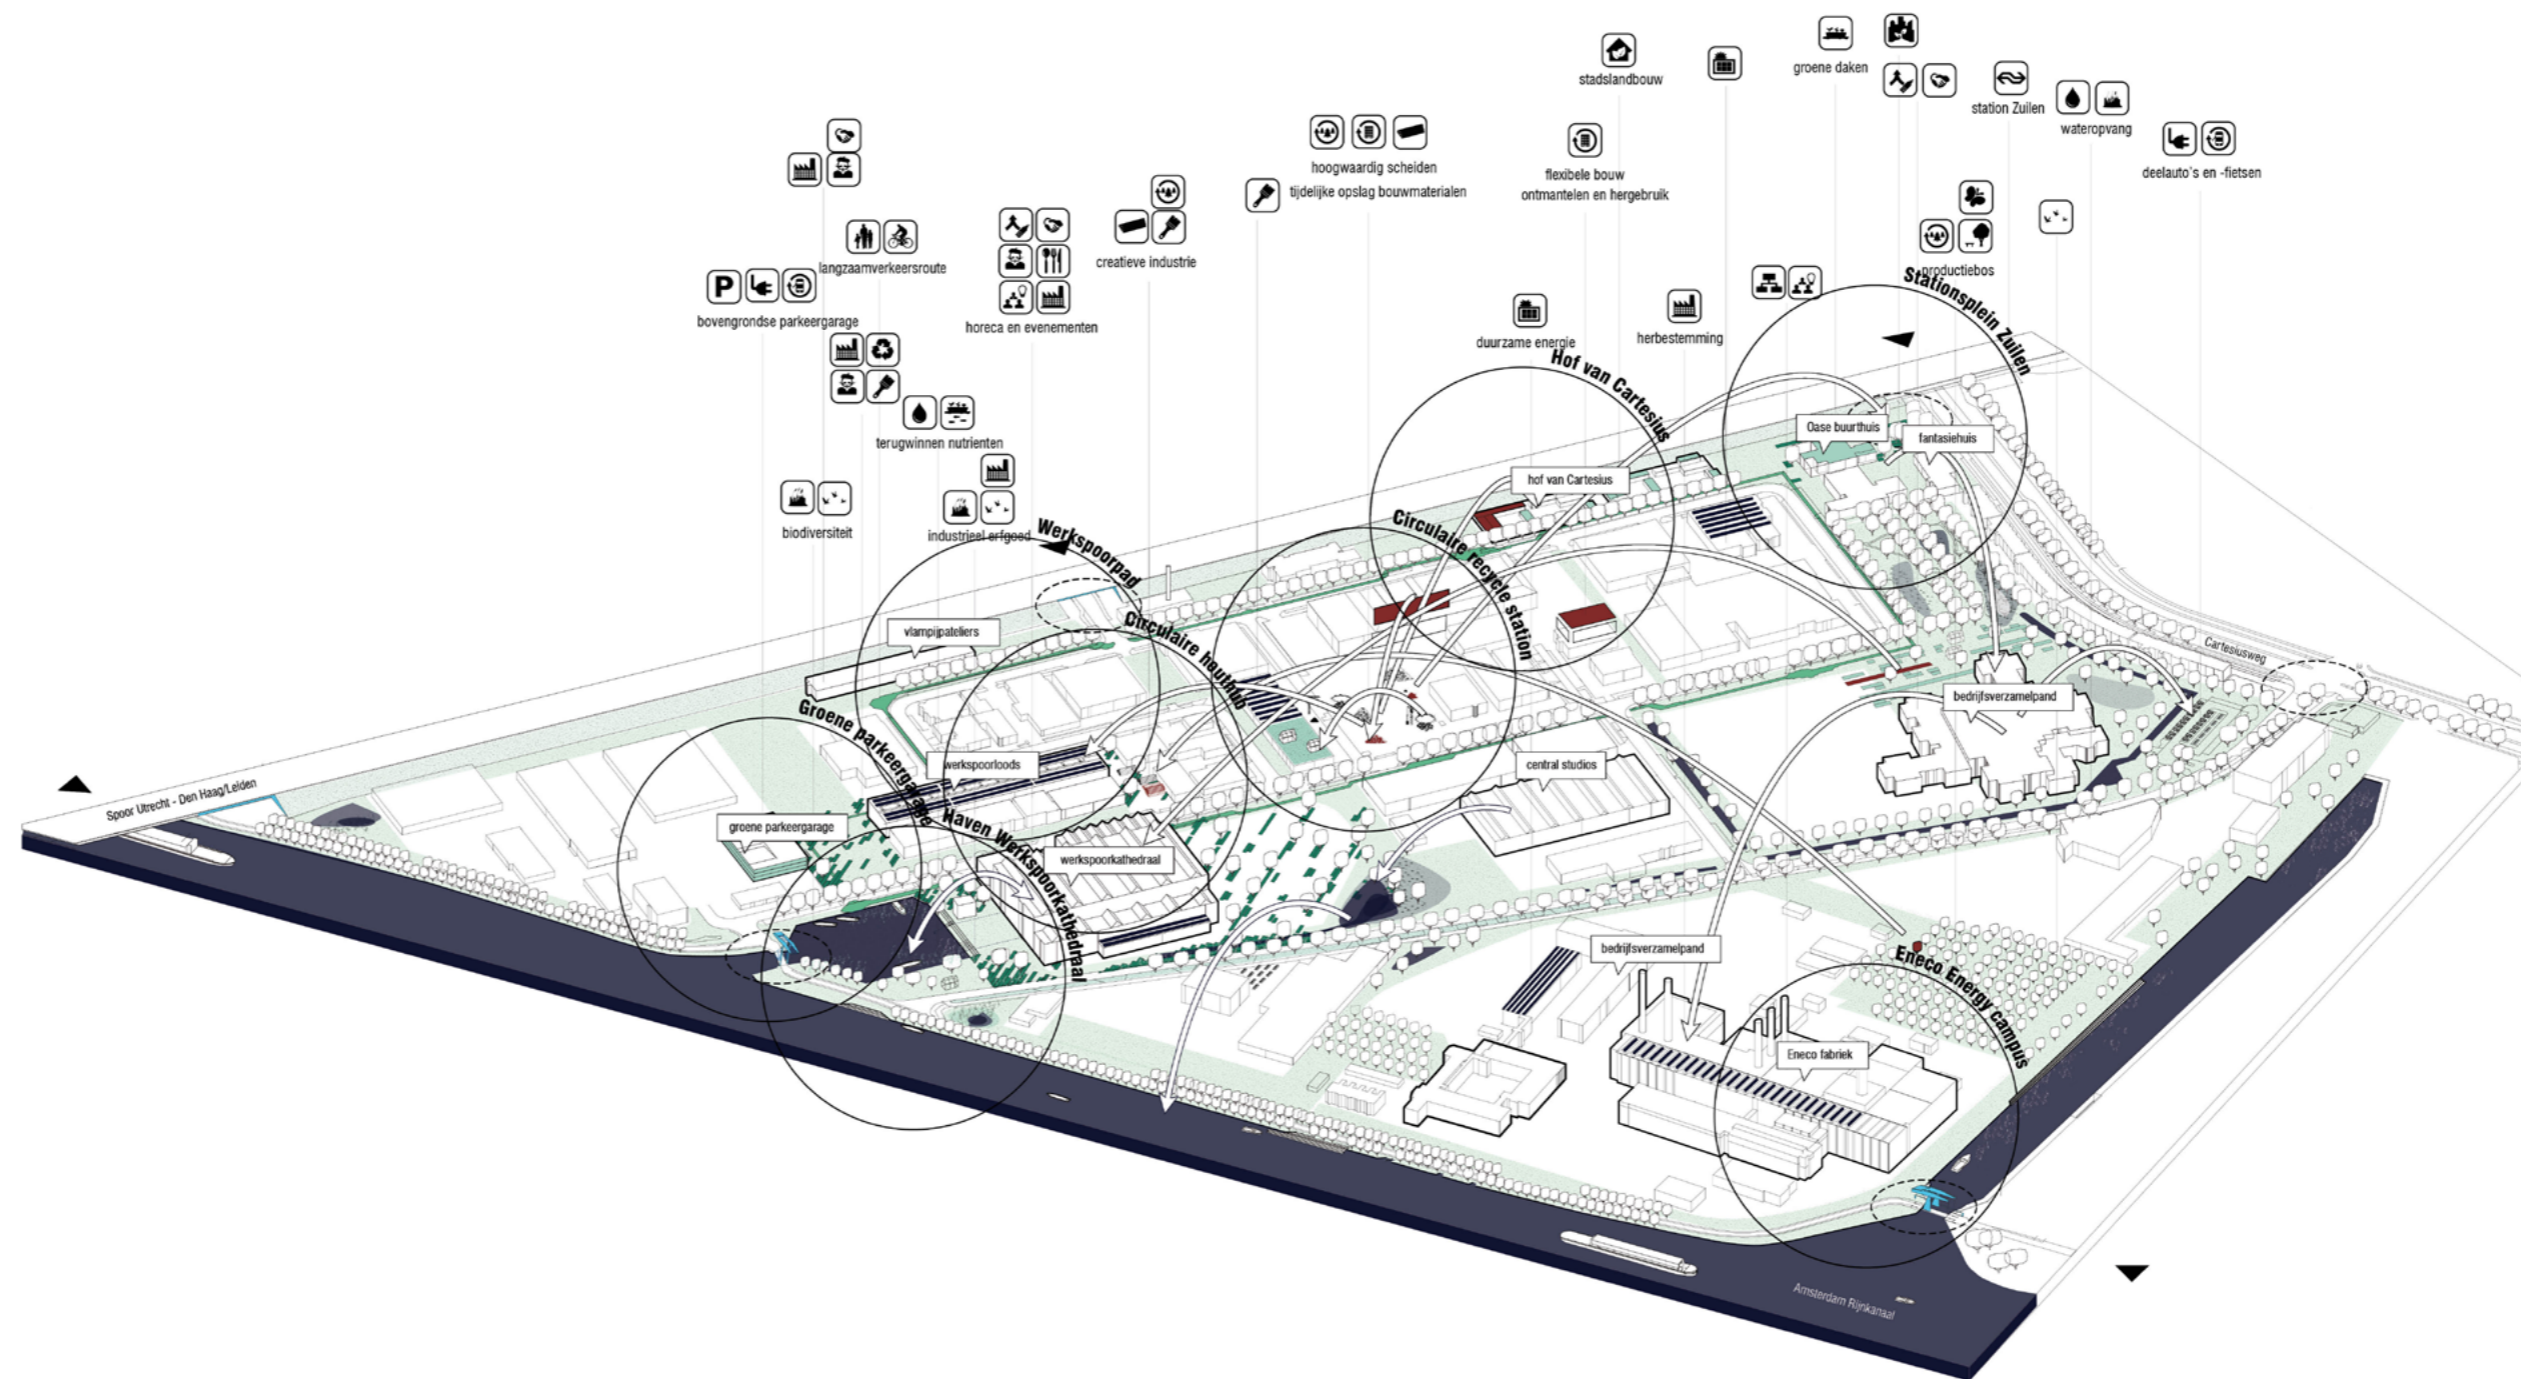 stadslandbouw
groene daken
station Zuilen
wateropvang
deelauto's en -fietsen
hoogwaardig scheiden
tijdelijke opslag bouwmaterialen
flexibele bouw
ontmantelen en hergebruik
langzaamverkeersroute
creatieve industrie
productiebos
P
bovengrondse parkeergarage
horeca en evenementen
duurzame energie
herbestemming
terugwinnen nutrienten
biodiversiteit
industrieel erfgoed
Stationsplein Zuilen
Hof van Cartesius
Circulaire recycle station
Werkspoorpad
Circulaire houthub
Groene parkeergarage
Haven Werkspoorkathedraal
Eneco Energy campus
Oase buurthuis
fantasiehuis
hof van Cartesius
vlampijpateliers
Cartesiusweg
bedrijfsverzamelpand
werkspoorloods
central studios
Spoor Utrecht - Den Haag/Leiden
groene parkeergarage
werkspoorkathedraal
bedrijfsverzamelpand
Eneco fabriek
Amsterdam Rijnkanaal